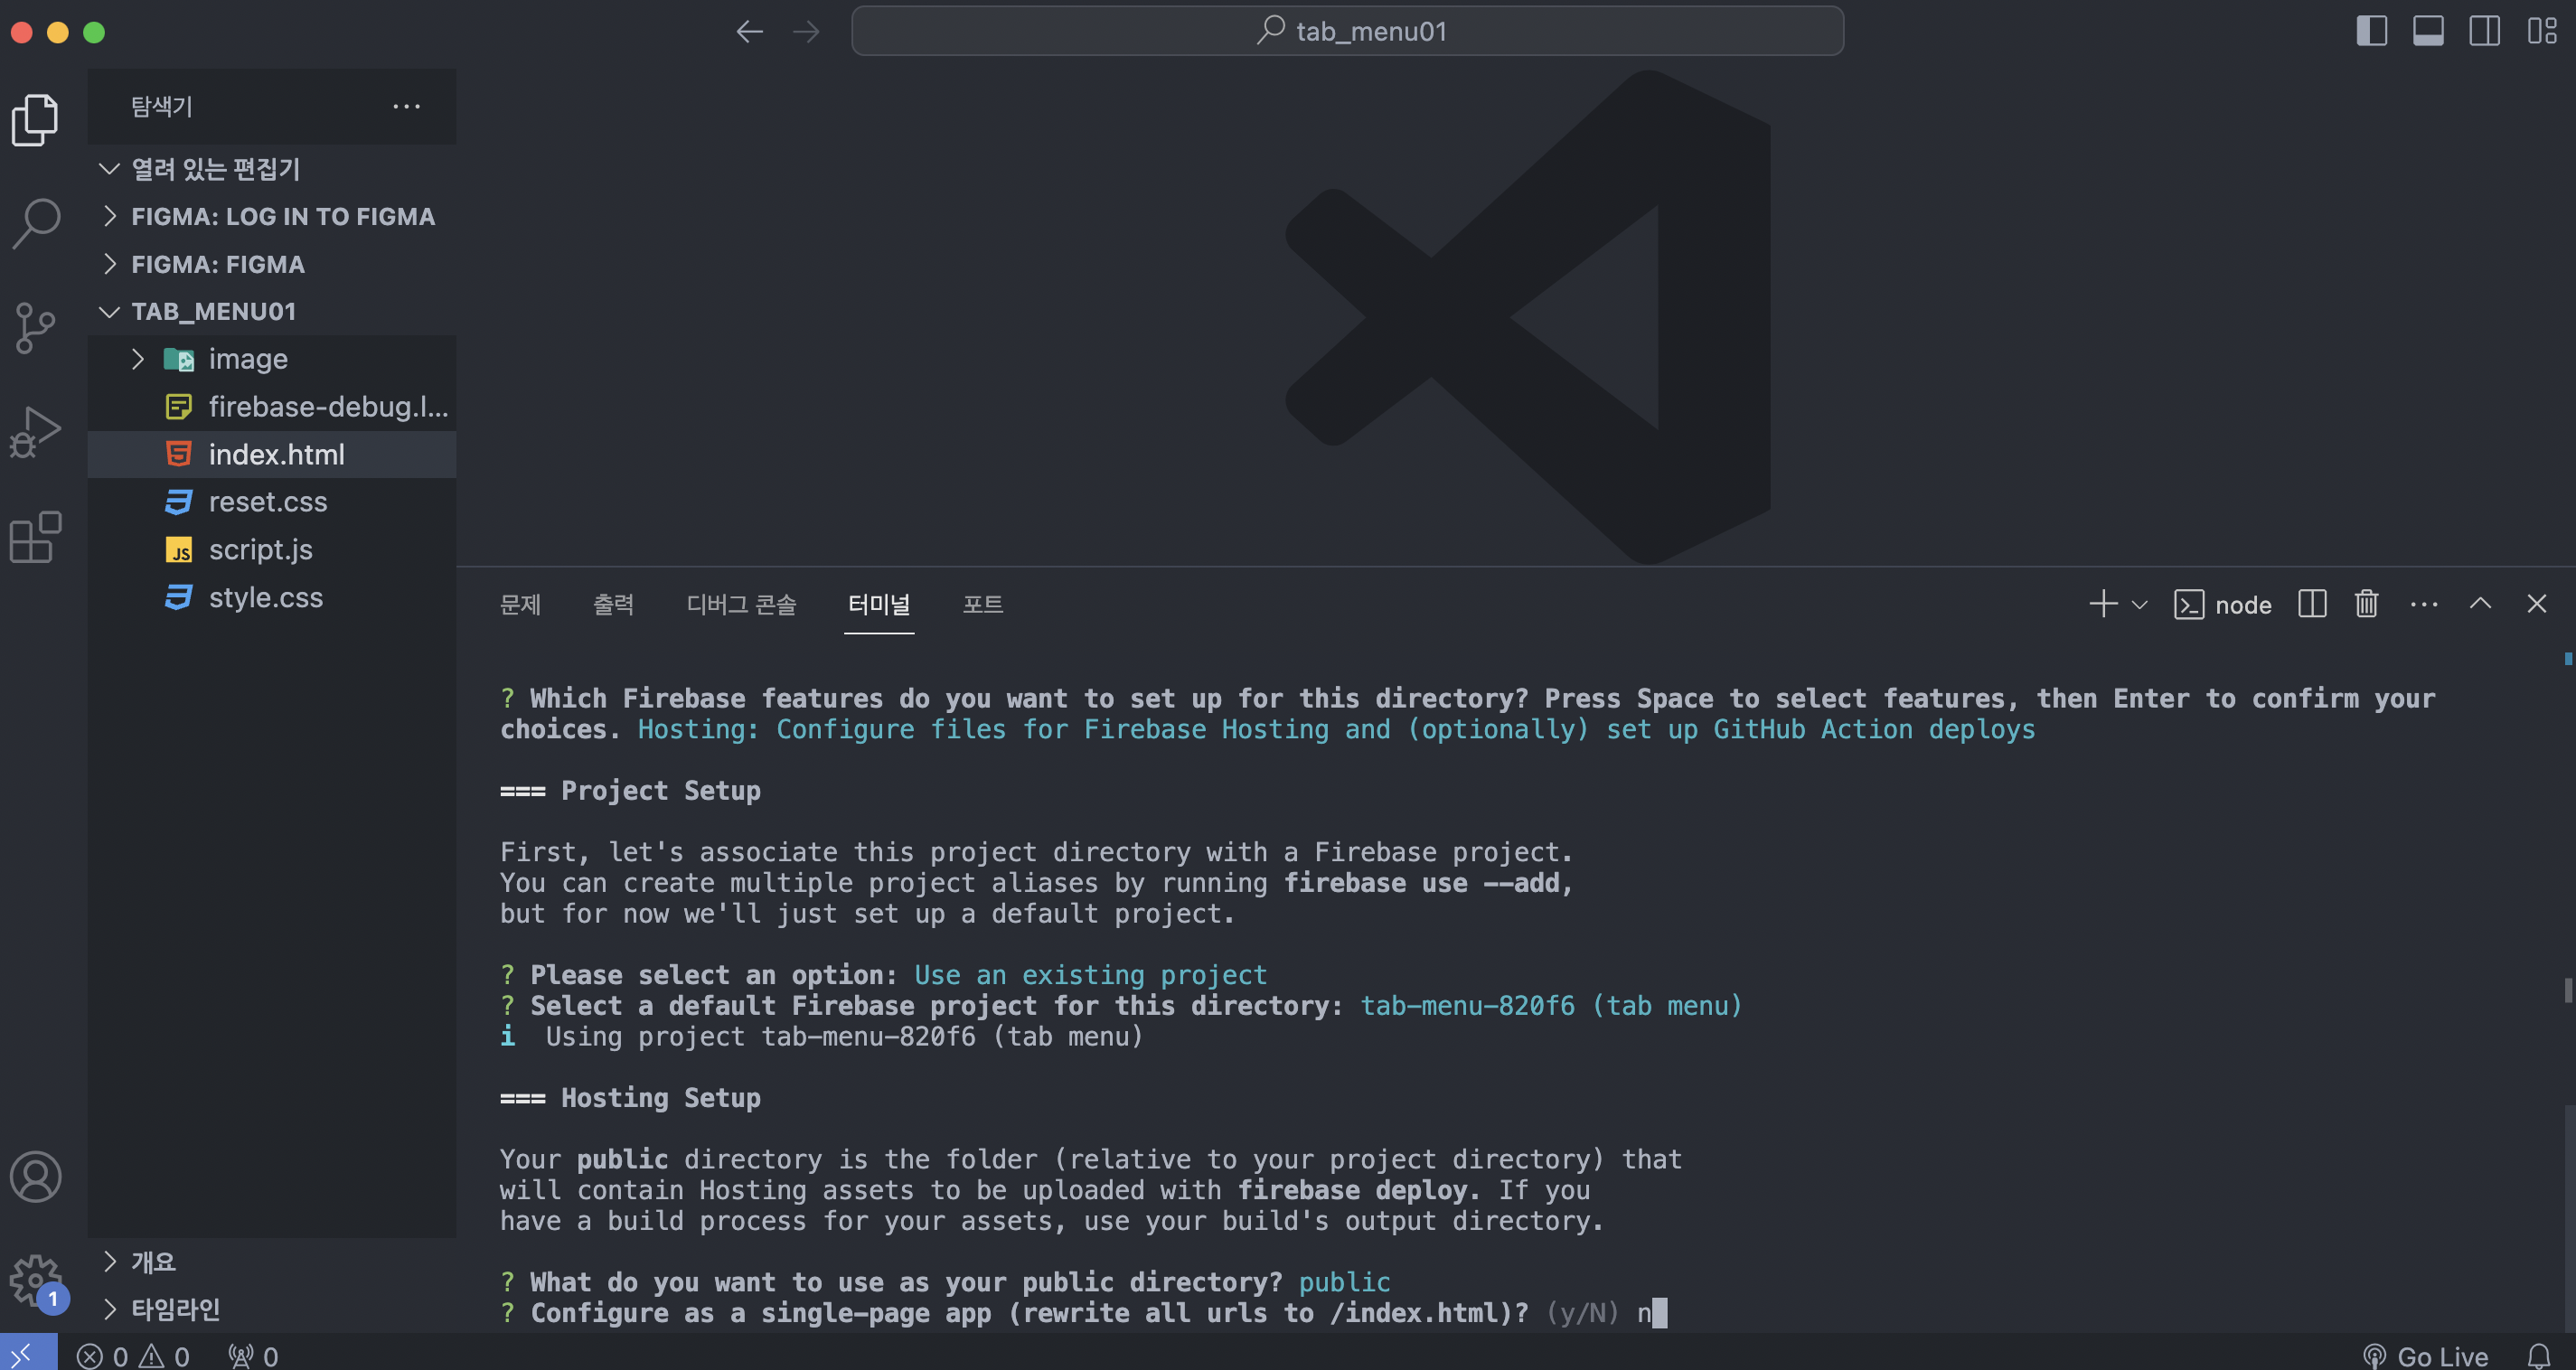 tab_menu01
탐색기
열려 있는 편집기
FIGMA: LOG IN TO FIGMA
FIGMA: FIGMA
TAB_MENU01
image
firebase-debug.l...
index.html
reset.css
JS script.js
style.css
개요
타임라인
1
문제 출력 디버그 콘솔 터미널 포트
node
? Which Firebase features do you want to set up for this directory? Press Space to select features, then Enter to confirm your
choices. Hosting: Configure files for Firebase Hosting and (optionally) set up GitHub Action deploys
=== Project Setup
First, let's associate this project directory with a Firebase project.
You can create multiple project aliases by running firebase use --add,
but for now we'll just set up a default project.
? Please select an option: Use an existing project
? Select a default Firebase project for this directory: tab-menu-820f6 (tab menu)
i Using project tab-menu-820f6 (tab menu)
=== Hosting Setup
Your public directory is the folder (relative to your project directory) that
will contain Hosting assets to be uploaded with firebase deploy. If you
have a build process for your assets, use your build's output directory.
? What do you want to use as your public directory? public
? Configure as a single-page app (rewrite all urls to /index.html)? (y/N) n
0 0 0
Go Live